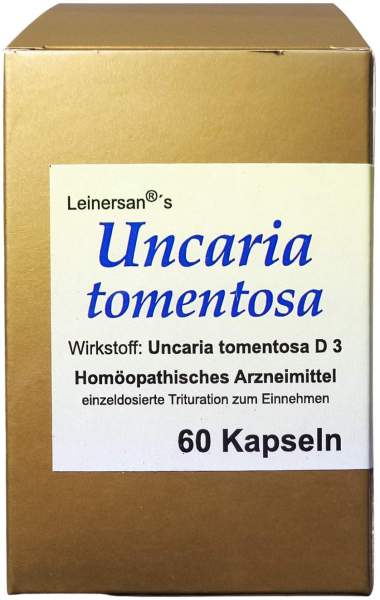 Leinersan®´s
Uncaria
tomentosa
Wirkstoff: Uncaria tomentosa D 3
Homöopathisches Arzneimittel
einzeldosierte Trituration zum Einnehmen
60 Kapseln